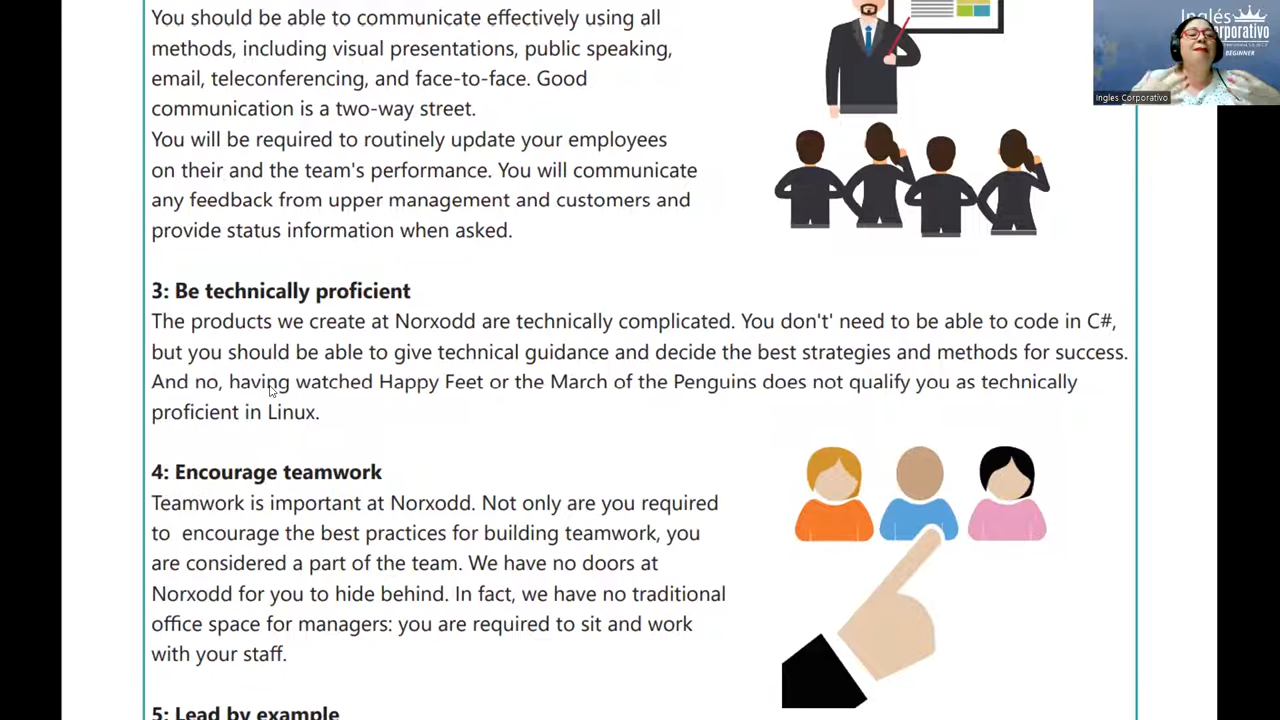 You should be able to communicate effectively using all
methods, including visual presentations, public speaking,
email, teleconferencing, and face-to-face. Good
communication is a two-way street.
You will be required to routinely update your employees
on their and the team's performance. You will communicate
any feedback from upper management and customers and
provide status information when asked.
3: Be technically proficient
The products we create at Norxodd are technically complicated. You don't' need to be able to code in C#,
but you should be able to give technical guidance and decide the best strategies and methods for success.
And no, having watched Happy Feet or the March of the Penguins does not qualify you as technically
proficient in Linux.
4: Encourage teamwork
Teamwork is important at Norxodd. Not only are you required
to  encourage the best practices for building teamwork, you
are considered a part of the team. We have no doors at
Norxodd for you to hide behind. In fact, we have no traditional
office space for managers: you are required to sit and work
with your staff.
5: Lead by example
Inglés
orporativo
BEGINNER
Ingles Corporativo